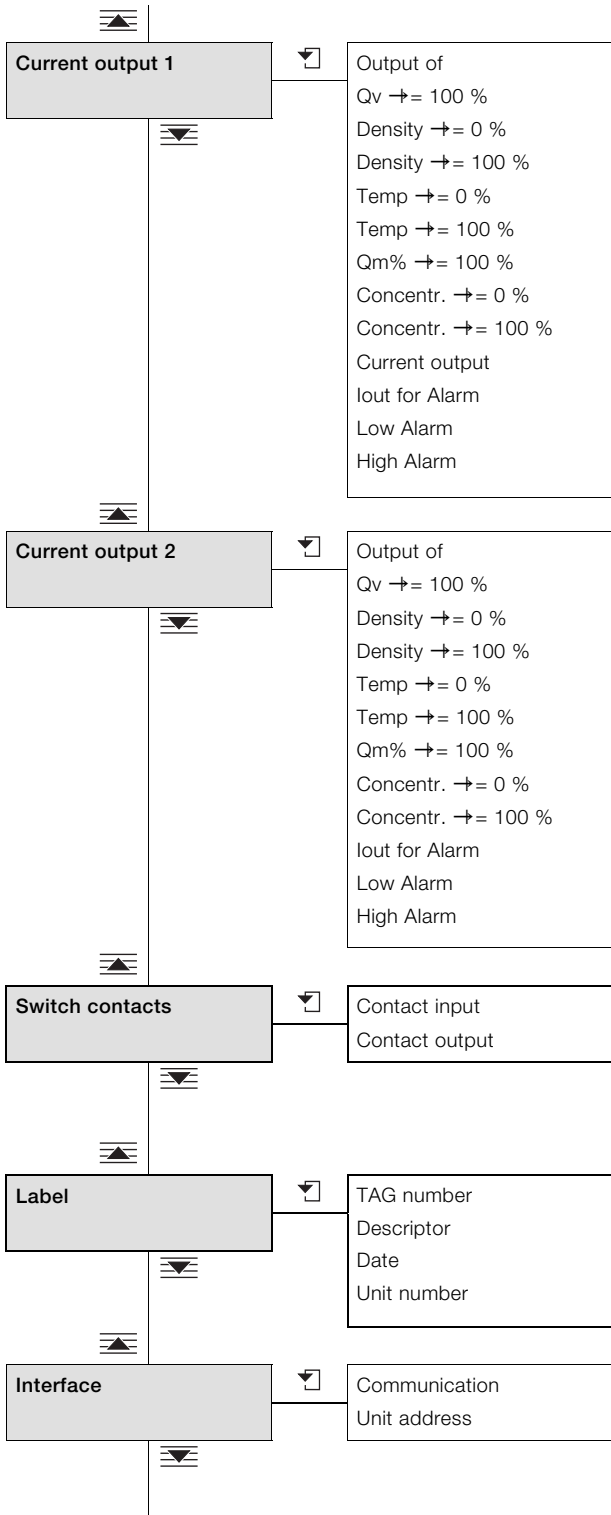 Current output 1
Output of
Qv →= 100 %
Density →= 0 %
Density →= 100 %
Temp →= 0 %
Temp →= 100 %
Qm% →= 100 %
Concentr. →= 0 %
Concentr. →= 100 %
Current output
Iout for Alarm
Low Alarm
High Alarm
Current output 2
Output of
Qv →= 100 %
Density →= 0 %
Density →= 100 %
Temp →= 0 %
Temp →= 100 %
Qm% →= 100 %
Concentr. →= 0 %
Concentr. →= 100 %
Iout for Alarm
Low Alarm
High Alarm
Switch contacts
Contact input
Contact output
Label
TAG number
Descriptor
Date
Unit number
Interface
Communication
Unit address